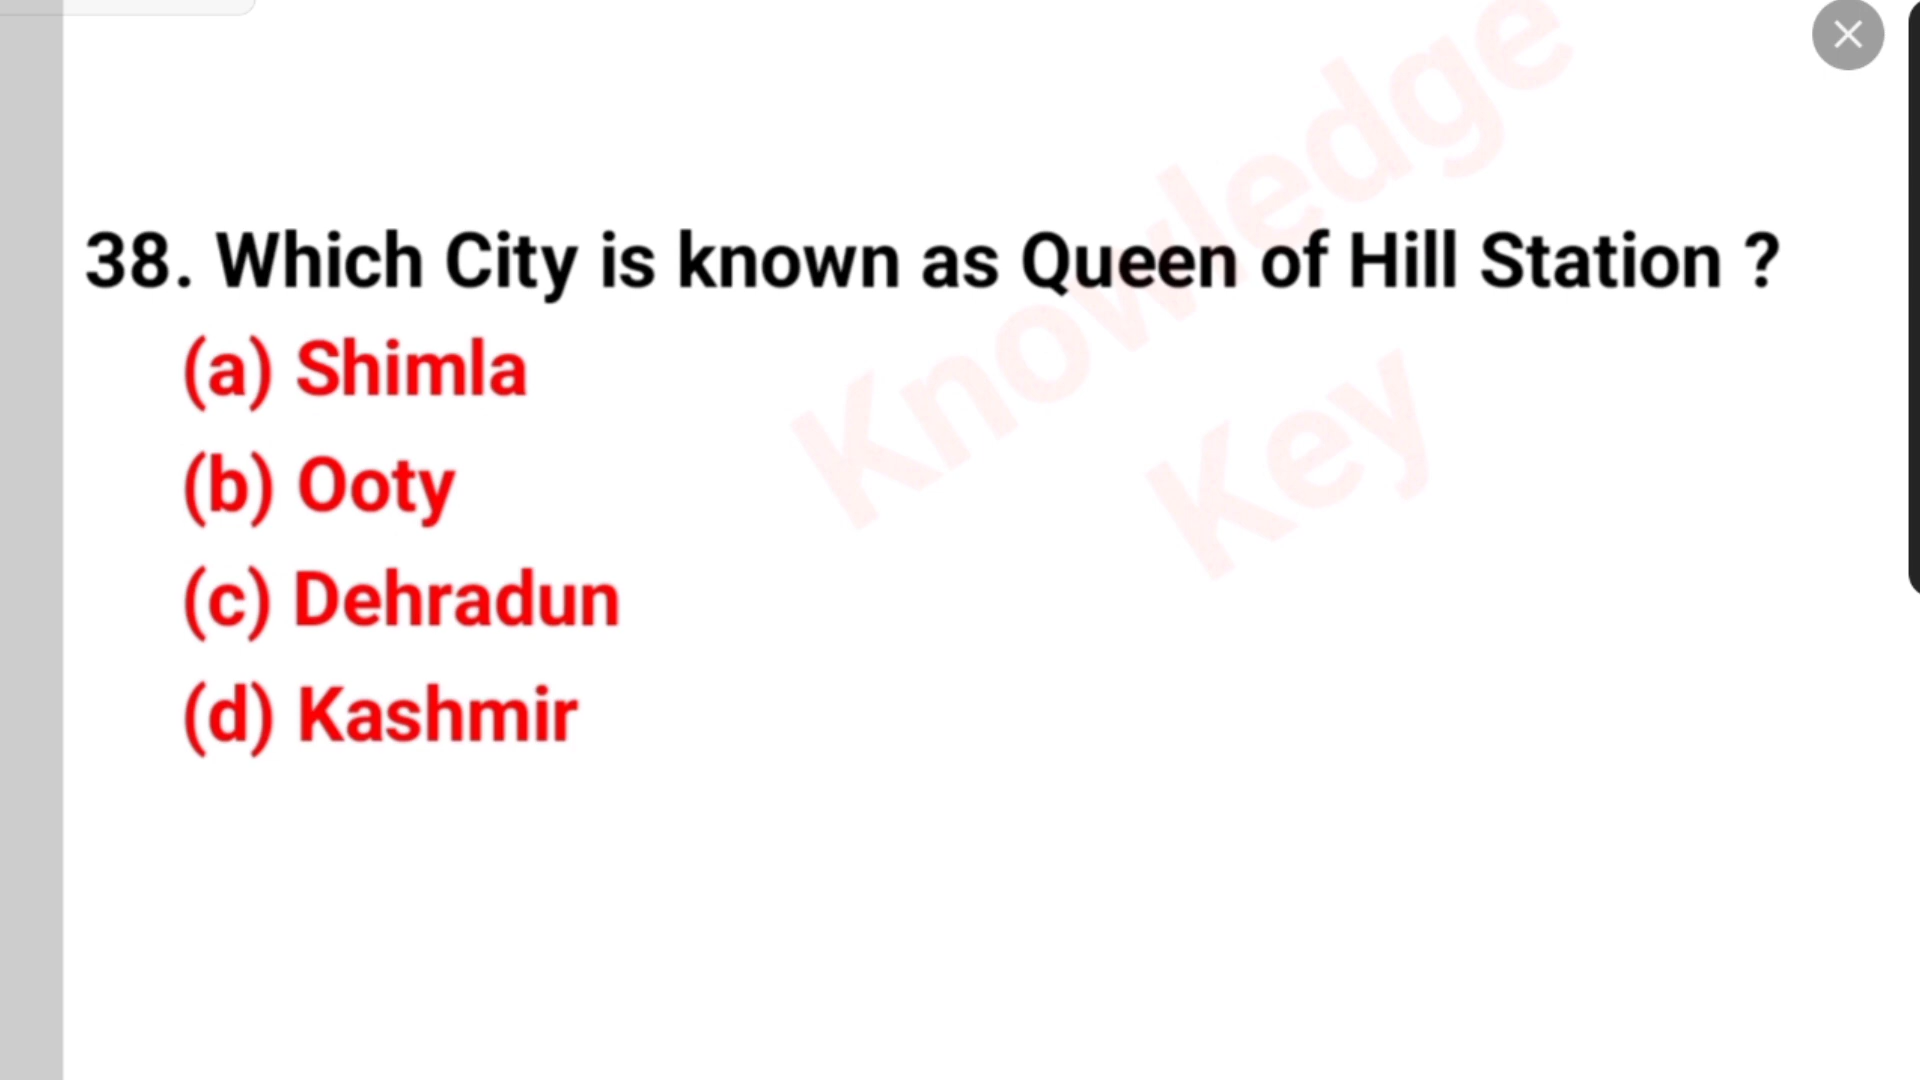 38. Which City is known as Queen of Hill Station ?
(a) Shimla
(b) Ooty
(c) Dehradun
(d) Kashmir
Knowledge
Key